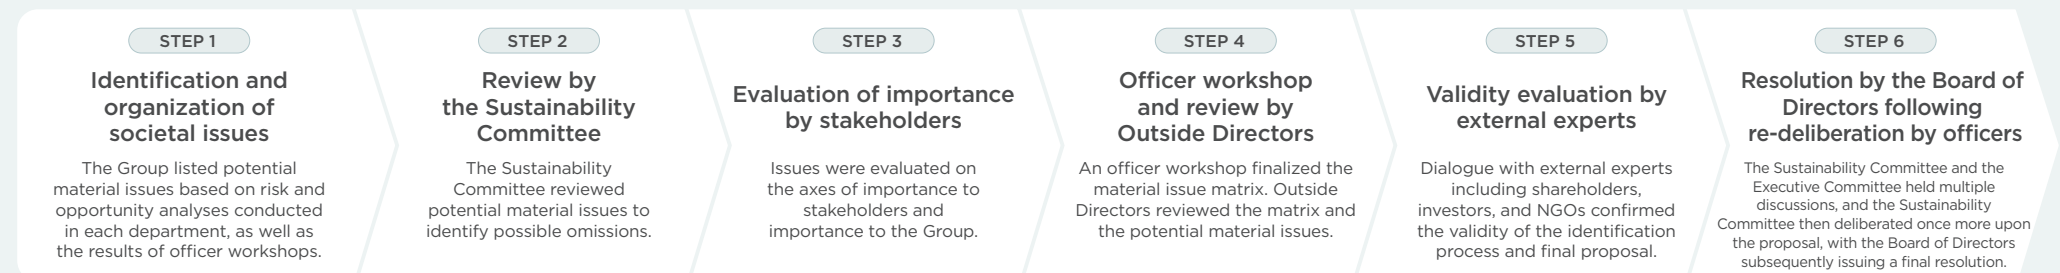 STEP 1
Identification and
organization of
societal issues
The Group listed potential
material issues based on risk and
opportunity analyses conducted
in each department, as well as
the results of officer workshops.
STEP 2
Review by
the Sustainability
Committee
The Sustainability
Committee reviewed
potential material issues to
identify possible omissions.
STEP 3
Evaluation of importance
by stakeholders
Issues were evaluated on
the axes of importance to
stakeholders and
importance to the Group.
STEP 4
Officer workshop
and review by
Outside Directors
An officer workshop finalized the
material issue matrix. Outside
Directors reviewed the matrix and
the potential material issues.
STEP 5
Validity evaluation by
external experts
Dialogue with external experts
including shareholders,
investors, and NGOs confirmed
the validity of the identification
process and final proposal.
STEP 6
Resolution by the Board of
Directors following
re-deliberation by officers
The Sustainability Committee and the
Executive Committee held multiple
discussions, and the Sustainability
Committee then deliberated once more upon
the proposal, with the Board of Directors
subsequently issuing a final resolution.